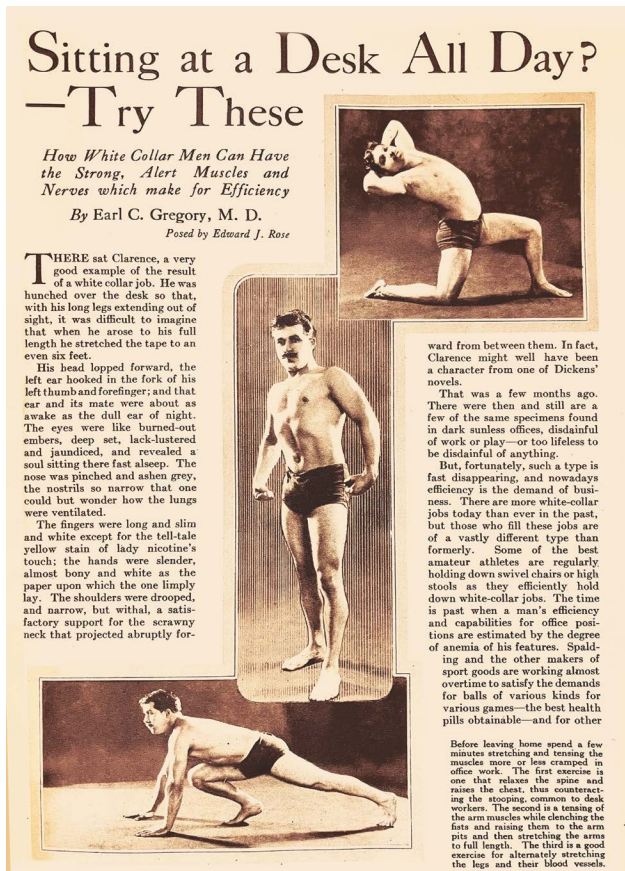 Sitting at a Desk All Day?
—Try These
How White Collar Men Can Have
the Strong, Alert Muscles and
Nerves which make for Efficiency
By Earl C. Gregory, M. D.
Posed by Edward J. Rose
THERE sat Clarence, a very
good example of the result
of a white collar job. He was
hunched over the desk so that,
with his long legs extending out of
sight, it was difficult to imagine
that when he arose to his full
length he stretched the tape to an
even six feet.
His head lopped forward, the
left ear hooked in the fork of his
left thumb and forefinger; and that
ear and its mate were about as
awake as the dull ear of night.
The eyes were like burned-out
embers, deep set, lack-lustered
and jaundiced, and revealed a
soul sitting there fast alseep. The
nose was pinched and ashen grey,
the nostrils so narrow that one
could but wonder how the lungs
were ventilated.
The fingers were long and slim
and white except for the tell-tale
yellow stain of lady nicotine's
touch; the hands were slender,
almost bony and white as the
paper upon which the one limply
lay. The shoulders were drooped,
and narrow, but withal, a satis-
factory support for the scrawny
neck that projected abruptly for-
ward from between them. In fact,
Clarence might well have been
a character from one of Dickens'
novels.
That was a few months ago.
There were then and still are a
few of the same specimens found
in dark sunless offices, disdainful
of work or play—or too lifeless to
be disdainful of anything.
But, fortunately, such a type is
fast disappearing, and nowadays
efficiency is the demand of busi-
ness. There are more white-collar
jobs today than ever in the past,
but those who fill these jobs are
of a vastly different type than
formerly. Some of the best
amateur athletes are regularly
holding down swivel chairs or high
stools as they efficiently hold
down white-collar jobs. The time
is past when a man's efficiency
and capabilities for office posi-
tions are estimated by the degree
of anemia of his features. Spald-
ing and the other makers of
sport goods are working almost
overtime to satisfy the demands
for balls of various kinds for
various games—the best health
pills obtainable—and for other
Before leaving home spend a few
minutes stretching and tensing the
muscles more or less cramped in
office work. The first exercise is
one that relaxes the spine and
raises the chest, thus counteract-
ing the stooping, common to desk
workers. The second is a tensing of
the arm muscles while clenching the
fists and raising them to the arm
pits and then stretching the arms
to full length. The third is a good
exercise for alternately stretching
the legs and their blood vessels.